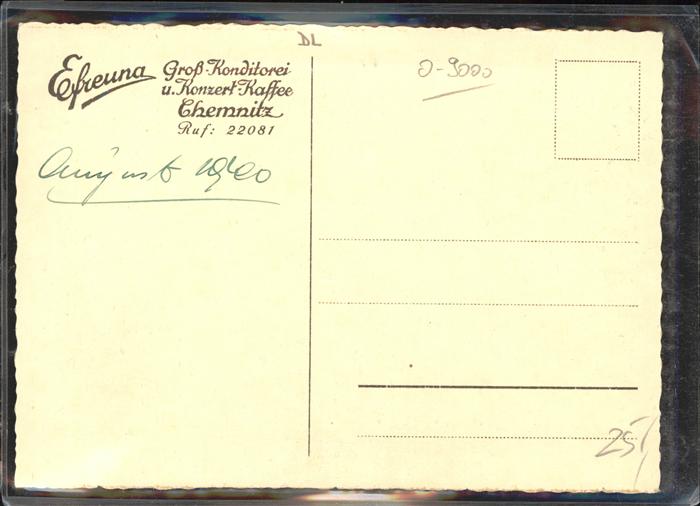 DL
O-9000
Efreuna Groß-Konditorei
u. Konzert-Kaffee
Chemnitz
Ruf: 22081
August 1940
25,